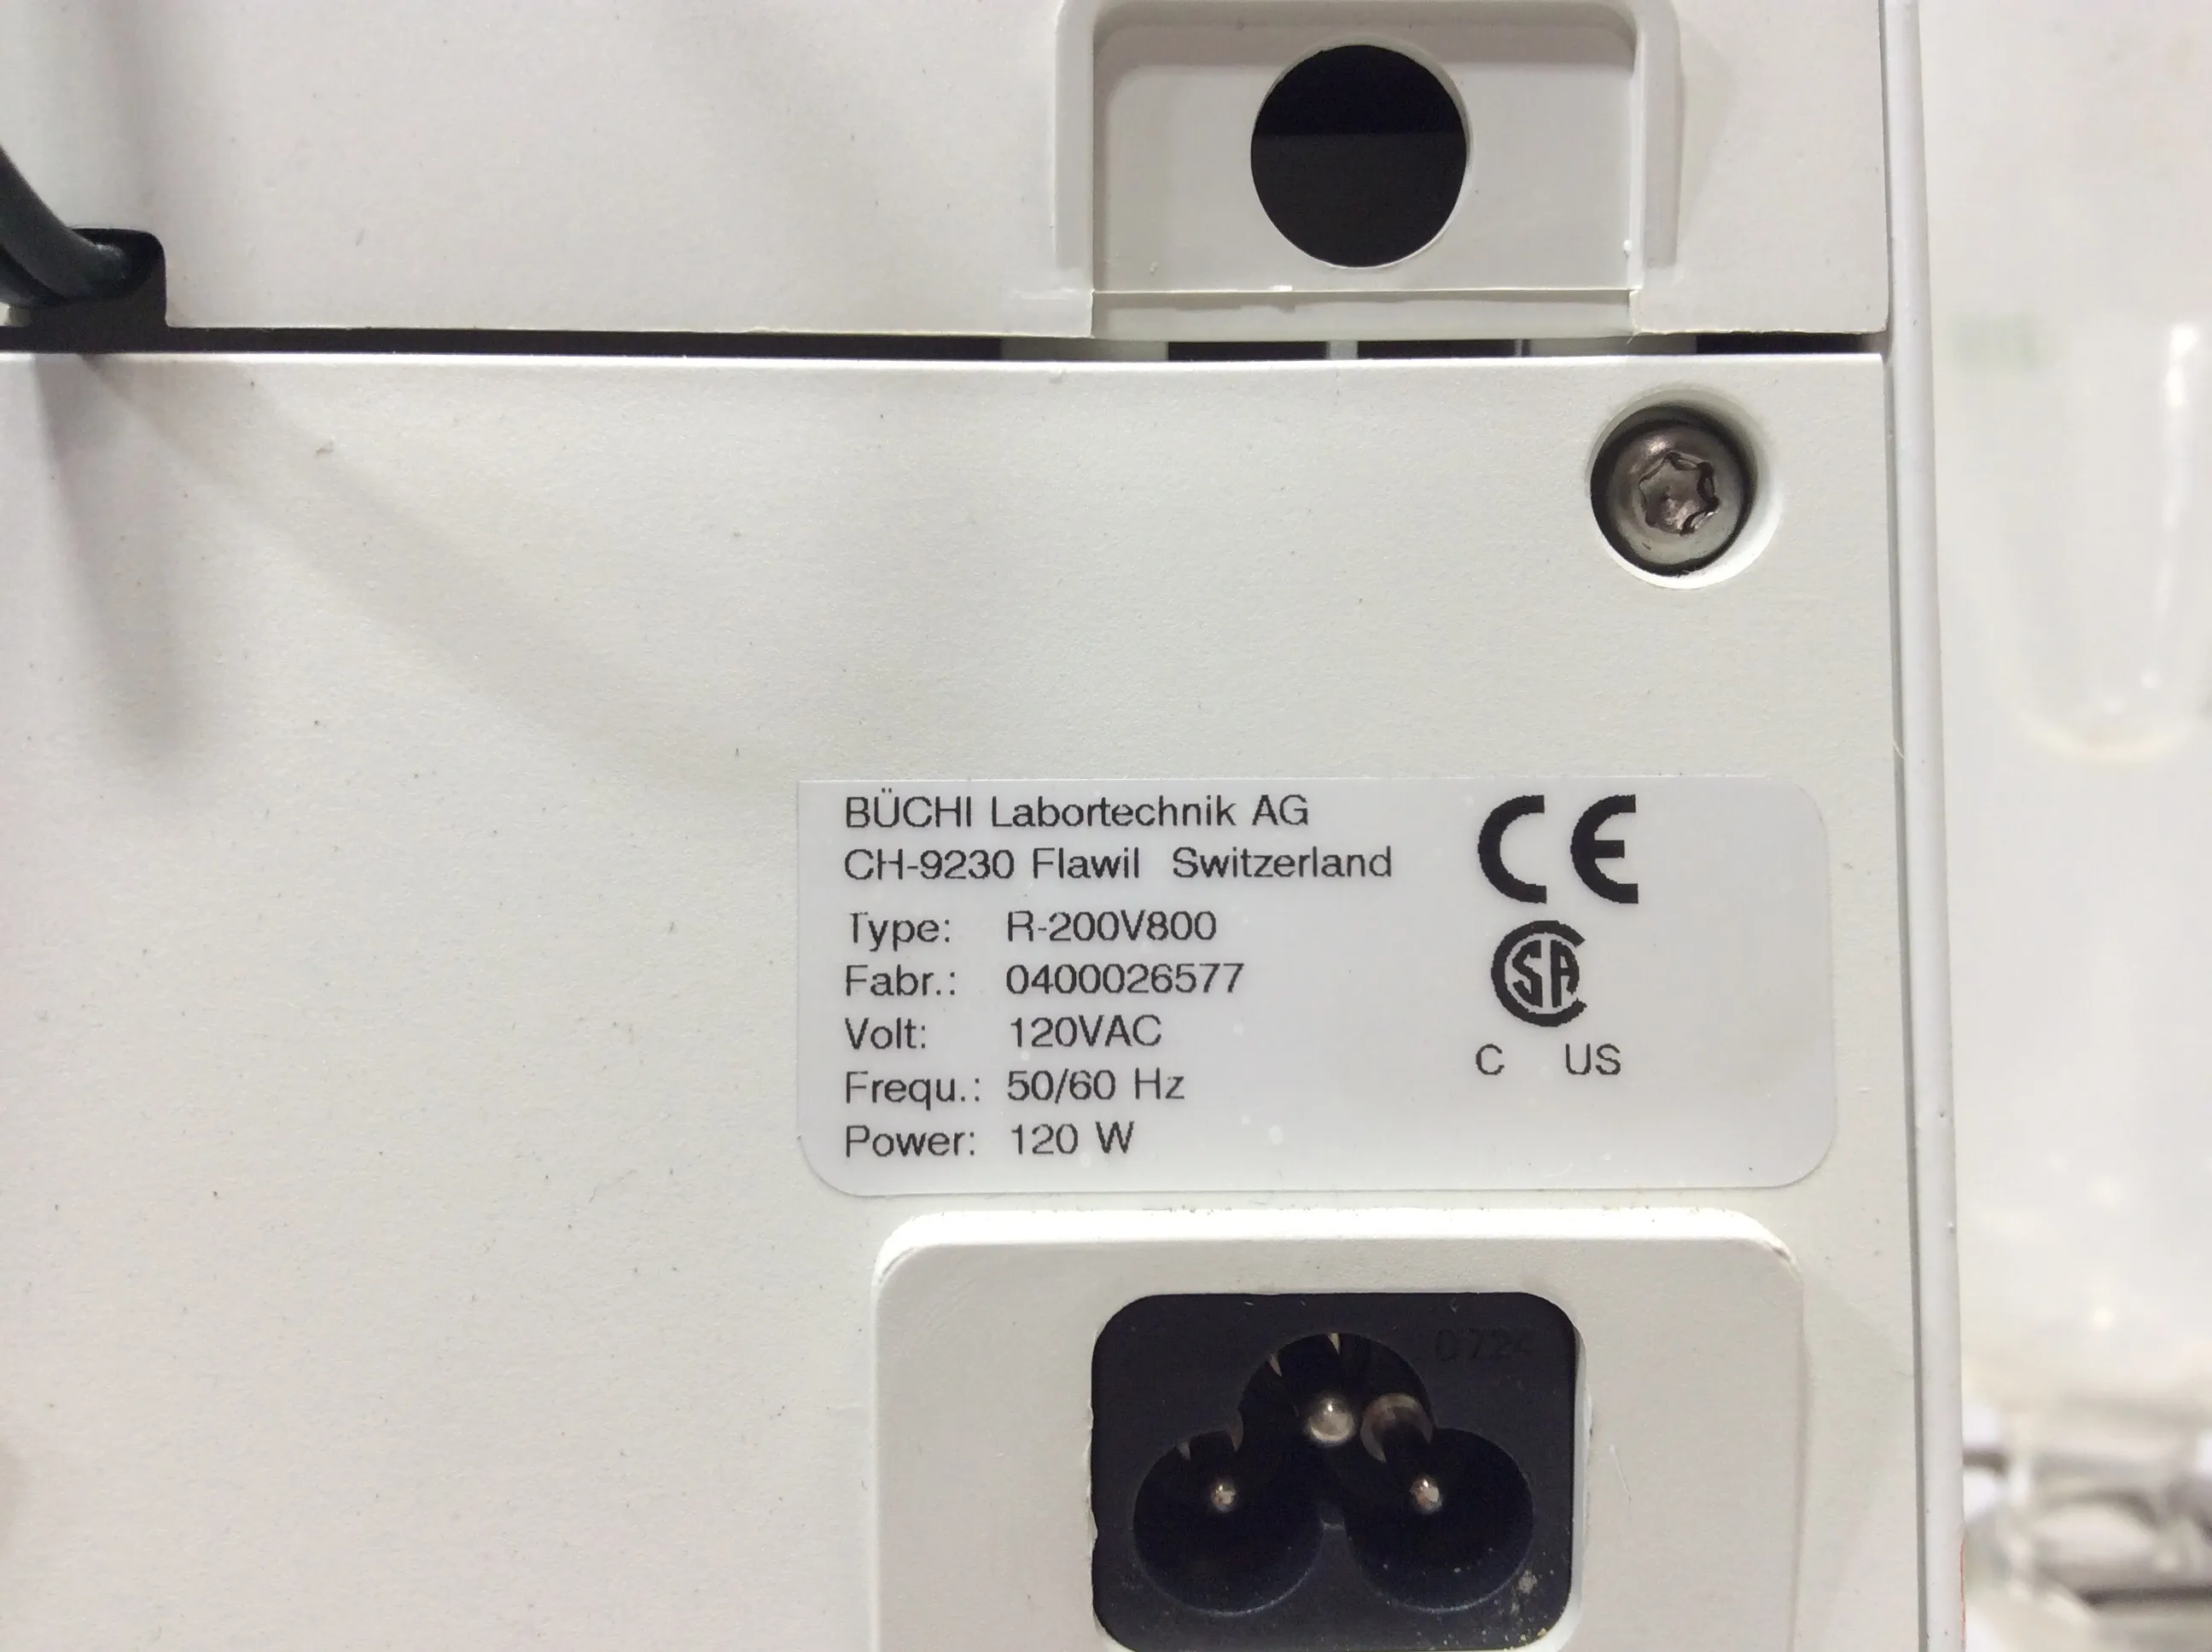 BÜCHI Labortechnik AG
CH-9230 Flawil Switzerland
Type: R-200V800
Fabr.: 0400026577
Volt: 120VAC
Frequ.: 50/60 Hz
Power: 120 W
CE
SA
C US